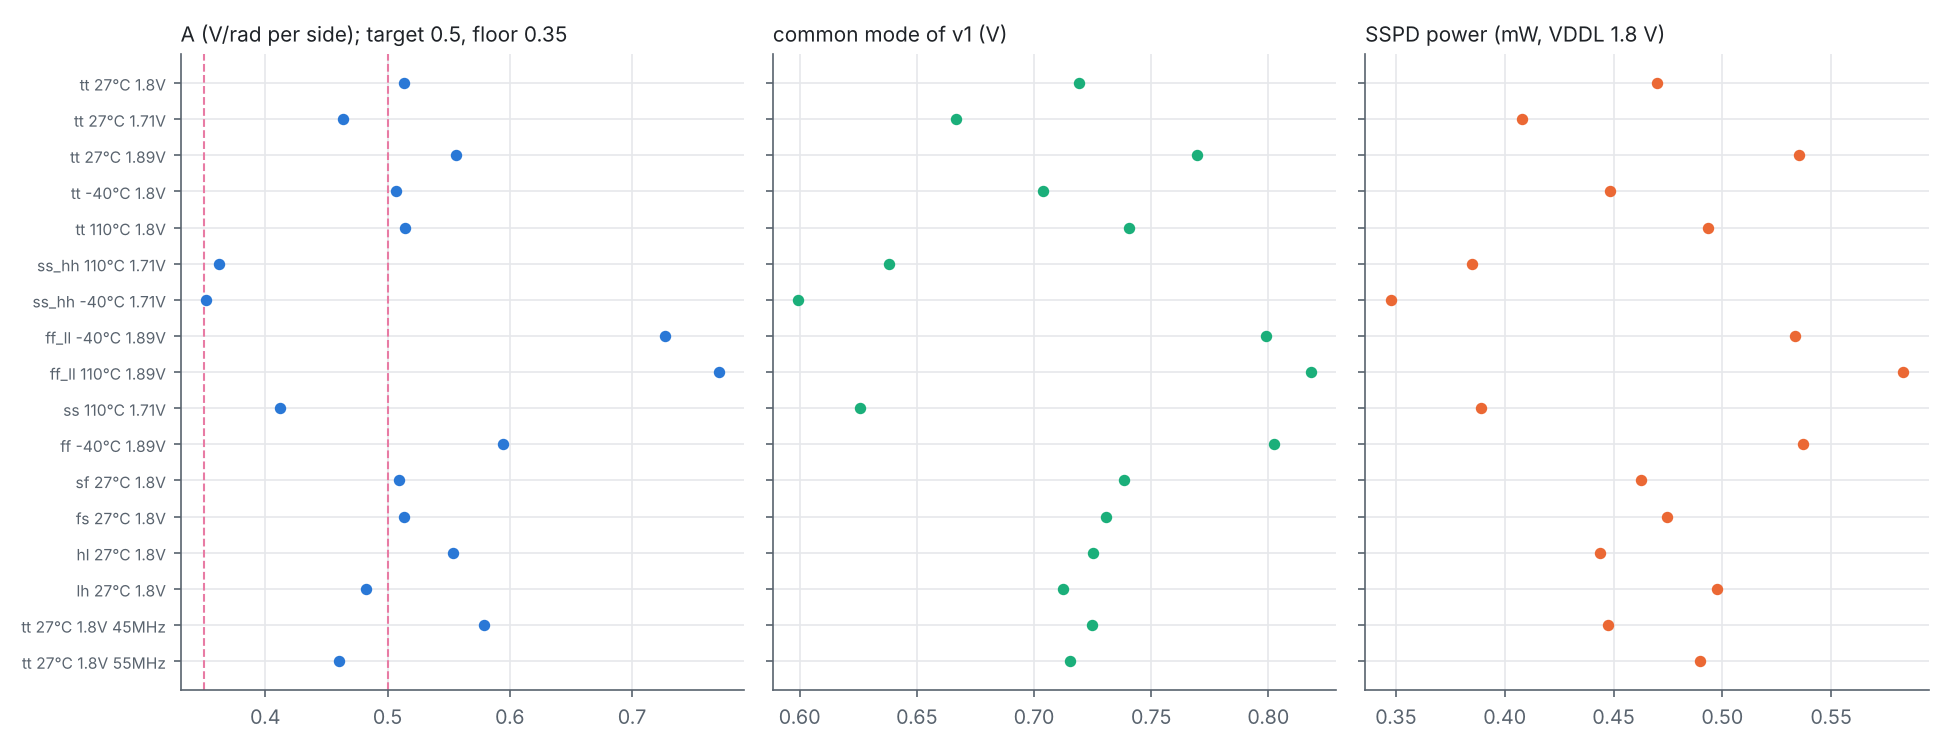 A (V/rad per side); target 0.5, floor 0.35
common mode of v1 (V)
SSPD power (mW, VDDL 1.8 V)
tt 27°C 1.8V
tt 27°C 1.71V
tt 27°C 1.89V
tt -40°C 1.8V
tt 110°C 1.8V
ss_hh 110°C 1.71V
ss_hh -40°C 1.71V
ff_ll -40°C 1.89V
ff_ll 110°C 1.89V
ss 110°C 1.71V
ff -40°C 1.89V
sf 27°C 1.8V
fs 27°C 1.8V
hl 27°C 1.8V
lh 27°C 1.8V
tt 27°C 1.8V 45MHz
tt 27°C 1.8V 55MHz
0.4 0.5 0.6 0.7
0.60 0.65 0.70 0.75 0.80
0.35 0.40 0.45 0.50 0.55